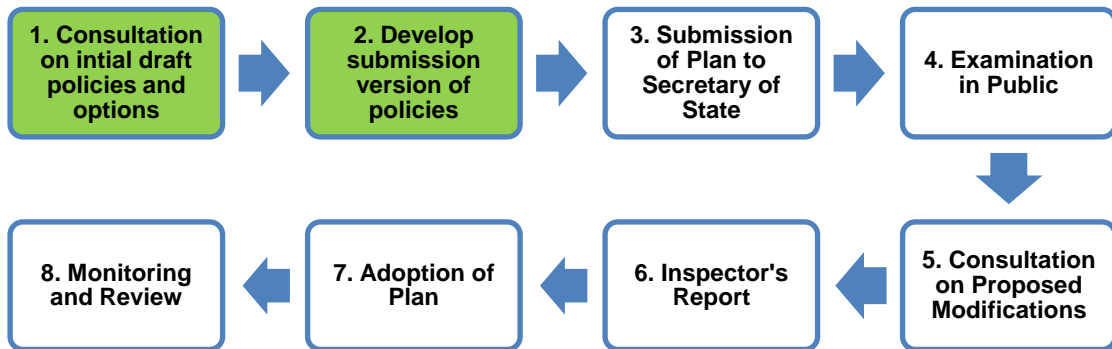 1. Consultation
on intial draft
policies and
options
2. Develop
submission
version of
policies
3. Submission
of Plan to
Secretary of
State
4. Examination
in Public
5. Consultation
on Proposed
Modifications
6. Inspector's
Report
7. Adoption of
Plan
8. Monitoring
and Review